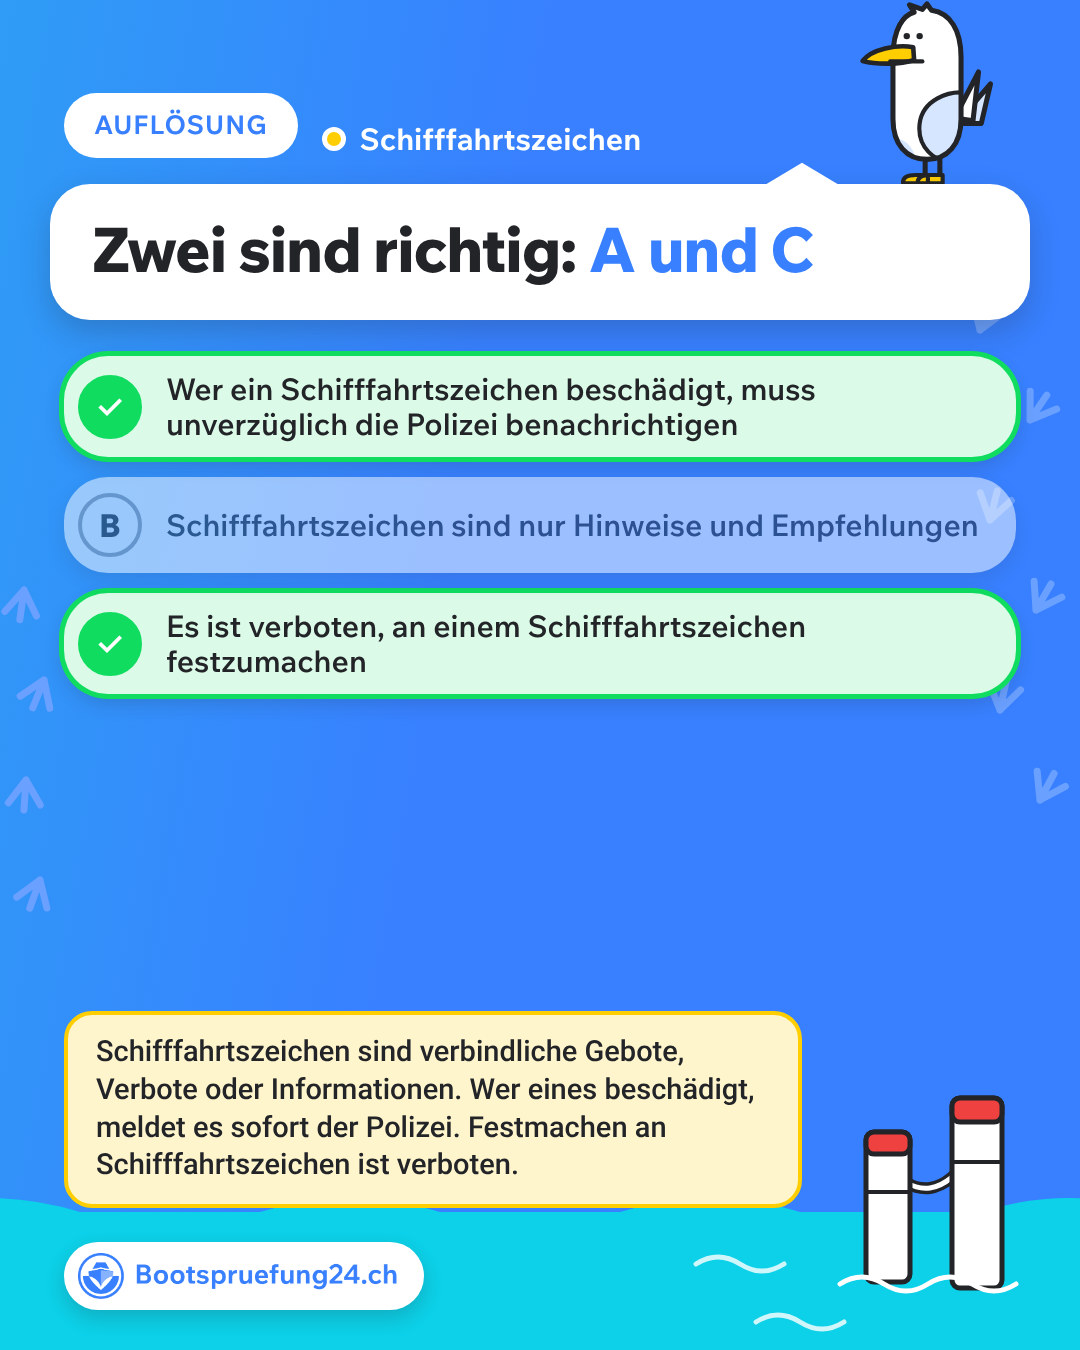 AUFLÖSUNG
Schifffahrtszeichen
Zwei sind richtig: A und C
Wer ein Schifffahrtszeichen beschädigt, muss
unverzüglich die Polizei benachrichtigen
B Schifffahrtszeichen sind nur Hinweise und Empfehlungen
Es ist verboten, an einem Schifffahrtszeichen
festzumachen
Schifffahrtszeichen sind verbindliche Gebote,
Verbote oder Informationen. Wer eines beschädigt,
meldet es sofort der Polizei. Festmachen an
Schifffahrtszeichen ist verboten.
Bootspruefung24.ch